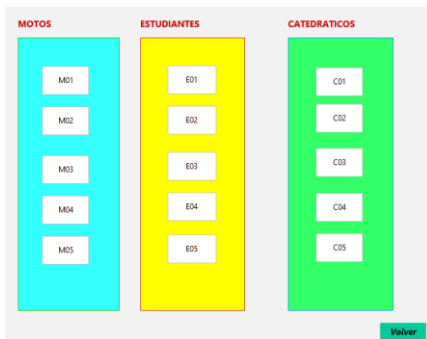 MOTOS ESTUDIANTES CATEDRATICOS
M01 E01 C01
M02 E02 C02
M03 E03 C03
M04 E04 C04
M05 E05 C05
Volver